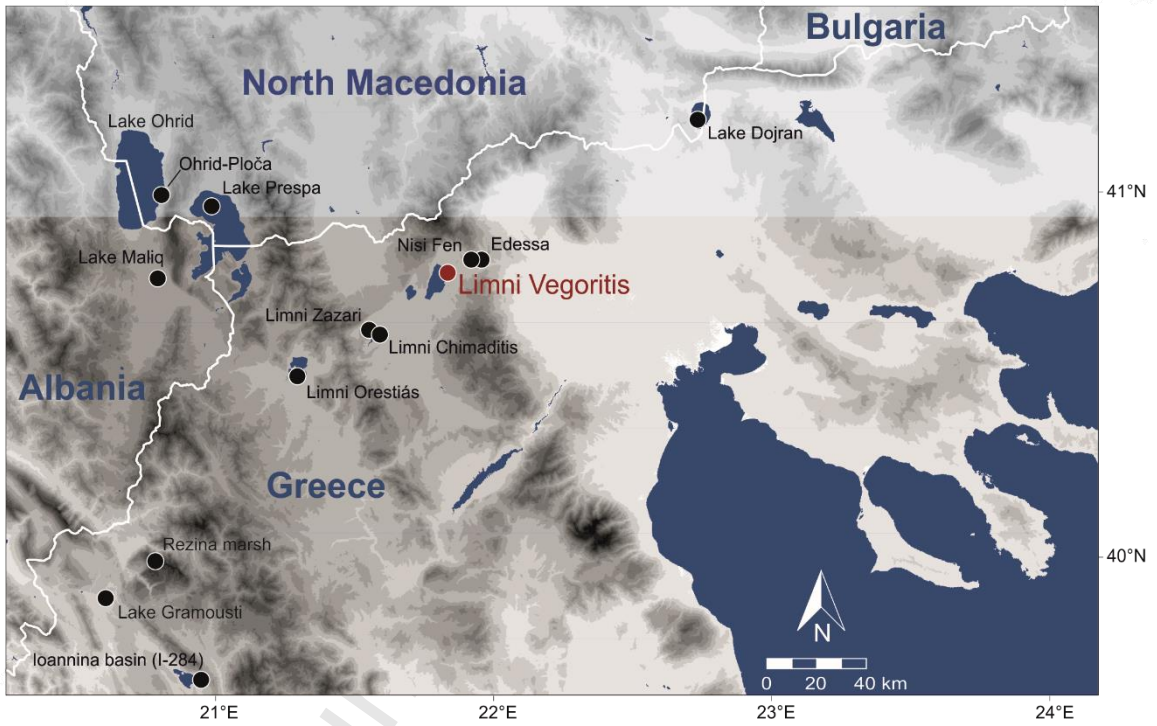 Bulgaria
North Macedonia
Lake Ohrid
Lake Dojran
Ohrid-Ploča
Lake Prespa
41°N
Nisi Fen
Edessa
Lake Maliq
Limni Vegoritis
Limni Zazari
Limni Chimaditis
Albania
Limni Orestiás
Greece
Rezina marsh
40°N
Lake Gramousti
N
Ioannina basin (I-284)
0 20 40 km
21°E 22°E 23°E 24°E